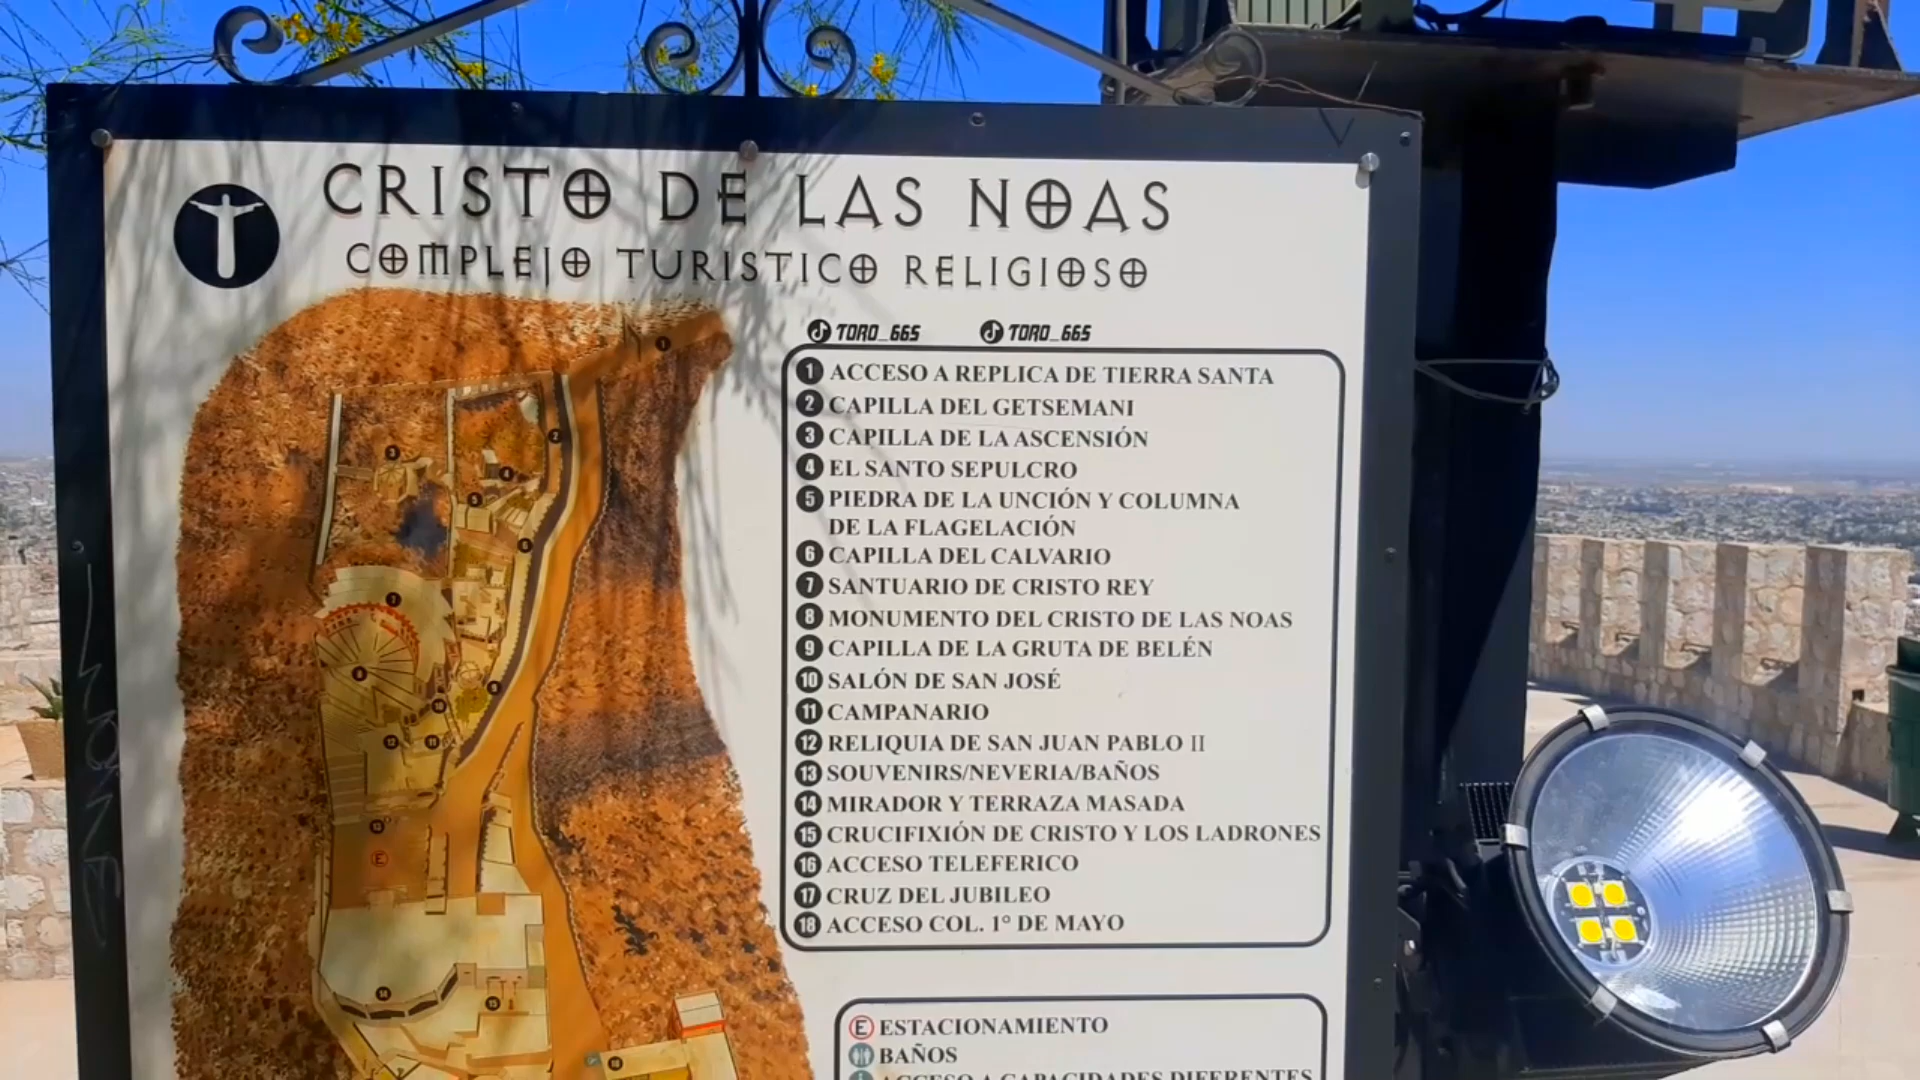 CRISTO DE LAS NOAS
COMPLEJO TURISTICO RELIGIOSO
TORO_665 TORO_665
1 ACCESO A REPLICA DE TIERRA SANTA
2 CAPILLA DEL GETSEMANI
3 CAPILLA DE LA ASCENSIÓN
4 EL SANTO SEPULCRO
5 PIEDRA DE LA UNCIÓN Y COLUMNA
DE LA FLAGELACIÓN
6 CAPILLA DEL CALVARIO
7 SANTUARIO DE CRISTO REY
8 MONUMENTO DEL CRISTO DE LAS NOAS
9 CAPILLA DE LA GRUTA DE BELÉN
10 SALÓN DE SAN JOSÉ
11 CAMPANARIO
12 RELIQUIA DE SAN JUAN PABLO II
13 SOUVENIRS/NEVERIA/BAÑOS
14 MIRADOR Y TERRAZA MASADA
15 CRUCIFIXIÓN DE CRISTO Y LOS LADRONES
16 ACCESO TELEFERICO
17 CRUZ DEL JUBILEO
18 ACCESO COL. 1° DE MAYO
E ESTACIONAMIENTO
BAÑOS
ACCESO A CAPACIDADES DIFERENTES